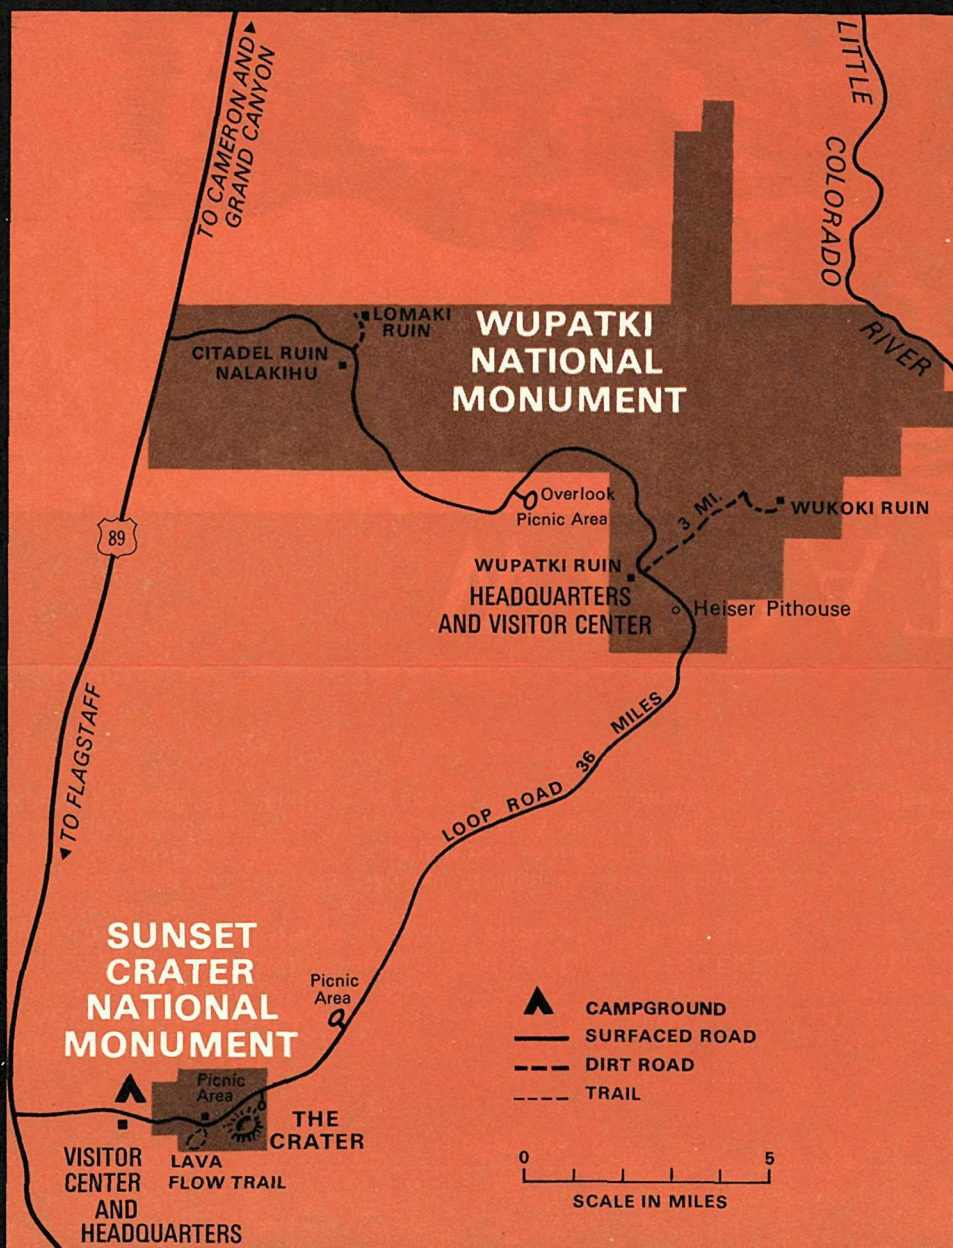 ▲TO CAMERON AND
GRAND CANYON
LITTLE
COLORADO
RIVER
LOMAKI
RUIN
CITADEL RUIN
NALAKIHU
WUPATKI
NATIONAL
MONUMENT
89
Overlook
Picnic Area
3 MI.
WUKOKI RUIN
WUPATKI RUIN
HEADQUARTERS
AND VISITOR CENTER
Heiser Pithouse
◄TO FLAGSTAFF
LOOP ROAD 36 MILES
SUNSET
CRATER
NATIONAL
MONUMENT
Picnic
Area
Picnic
Area
THE
CRATER
VISITOR
CENTER
AND
HEADQUARTERS
LAVA
FLOW TRAIL
CAMPGROUND
SURFACED ROAD
DIRT ROAD
TRAIL
0 5
SCALE IN MILES